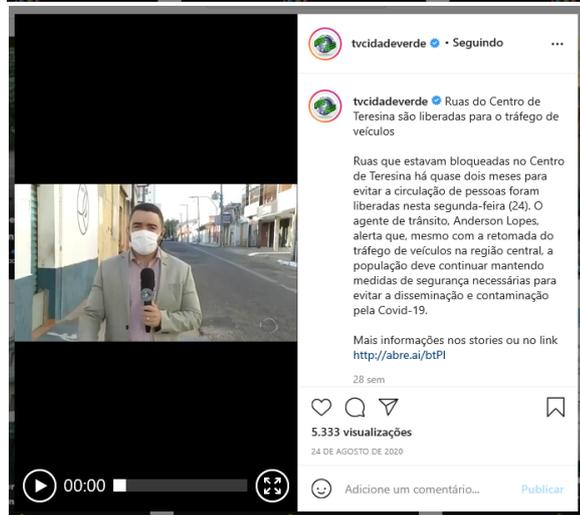 tvcidadeverde • Seguindo
tvcidadeverde Ruas do Centro de
Teresina são liberadas para o tráfego de
veículos
Ruas que estavam bloqueadas no Centro
de Teresina há quase dois meses para
evitar a circulação de pessoas foram
liberadas nesta segunda-feira (24). O
agente de trânsito, Anderson Lopes,
alerta que, mesmo com a retomada do
tráfego de veículos na região central, a
população deve continuar mantendo
medidas de segurança necessárias para
evitar a disseminação e contaminação
pela Covid-19.
Mais informações nos stories ou no link
http://abre.ai/btPI
28 sem
5.333 visualizações
24 DE AGOSTO DE 2020
00:00
Adicione um comentário... Publicar